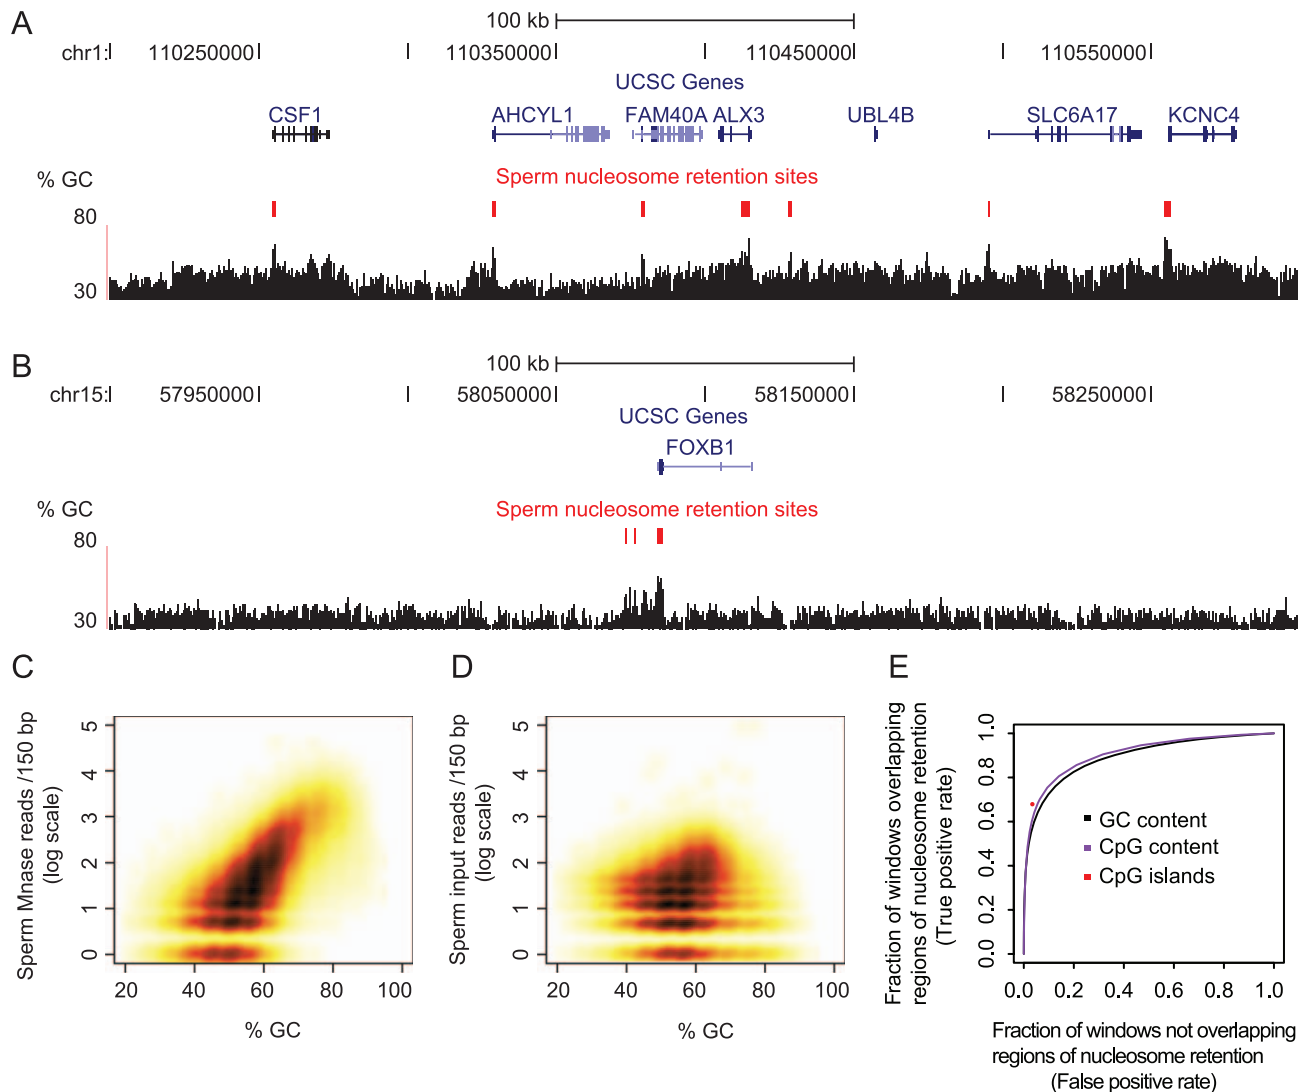 A
100 kb
chr1: 110250000 110350000 110450000 110550000
UCSC Genes
CSF1 AHCYL1 FAM40A ALX3 UBL4B SLC6A17 KCNC4
% GC
Sperm nucleosome retention sites
80
30
B
100 kb
chr15: 57950000 58050000 58150000 58250000
UCSC Genes
FOXB1
% GC
Sperm nucleosome retention sites
80
30
C
Sperm Mnase reads /150 bp
(log scale)
5
4
3
2
1
0
20 40 60 80 100
% GC
D
Sperm input reads /150 bp
(log scale)
5
4
3
2
1
0
20 40 60 80 100
% GC
E
Fraction of windows overlapping
regions of nucleosome retention
(True positive rate)
1.0
0.8
0.6
0.4
0.2
0.0
GC content
CpG content
CpG islands
0.0 0.2 0.4 0.6 0.8 1.0
Fraction of windows not overlapping
regions of nucleosome retention
(False positive rate)